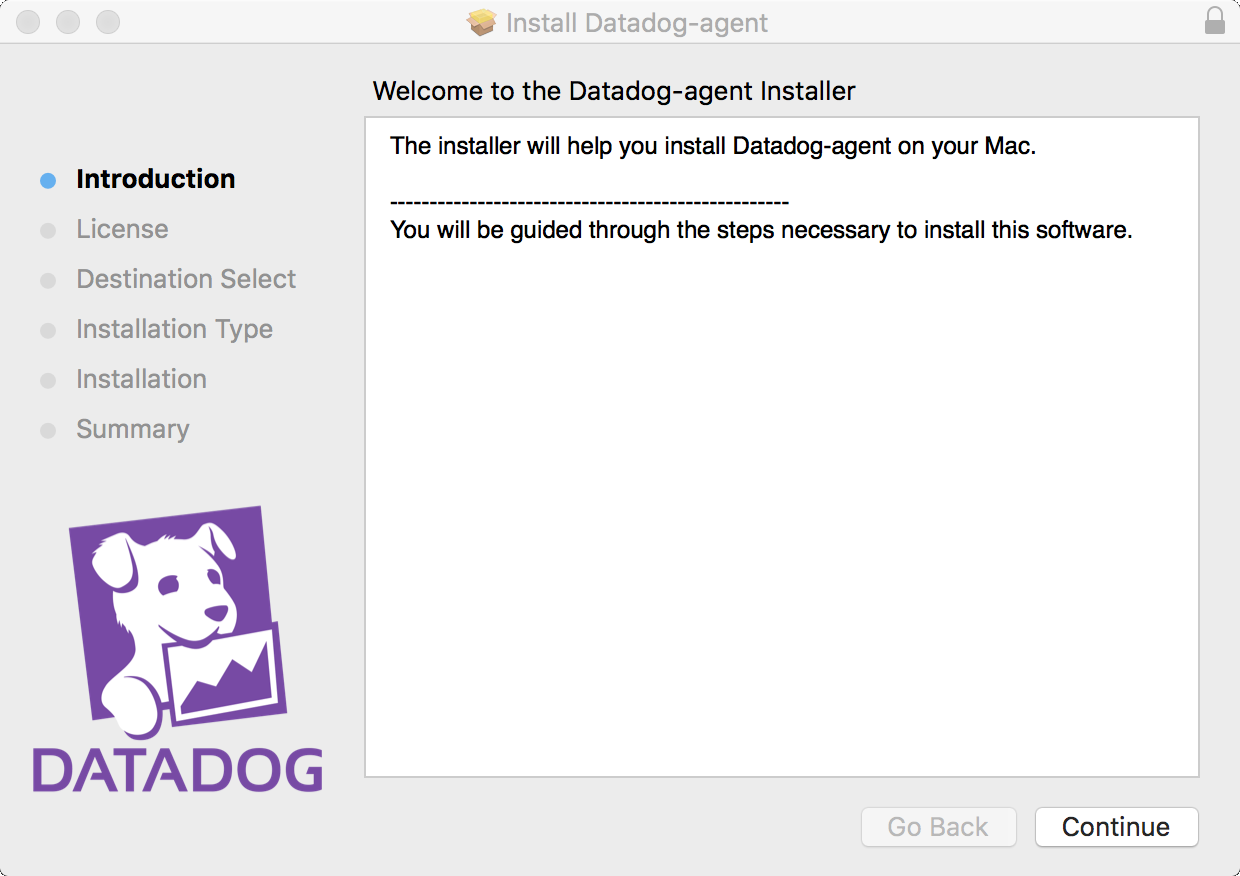 Install Datadog-agent
Welcome to the Datadog-agent Installer
Introduction
License
Destination Select
Installation Type
Installation
Summary
DATADOG
The installer will help you install Datadog-agent on your Mac.
--------------------------------------------------
You will be guided through the steps necessary to install this software.
Go Back
Continue